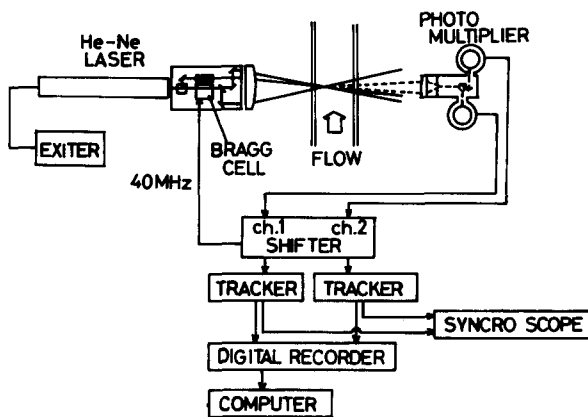 PHOTO
MULTIPLIER
He-Ne
LASER
EXITER
BRAGG
CELL
FLOW
40MHz
ch.1 ch.2
SHIFTER
TRACKER TRACKER
SYNCRO SCOPE
DIGITAL RECORDER
COMPUTER